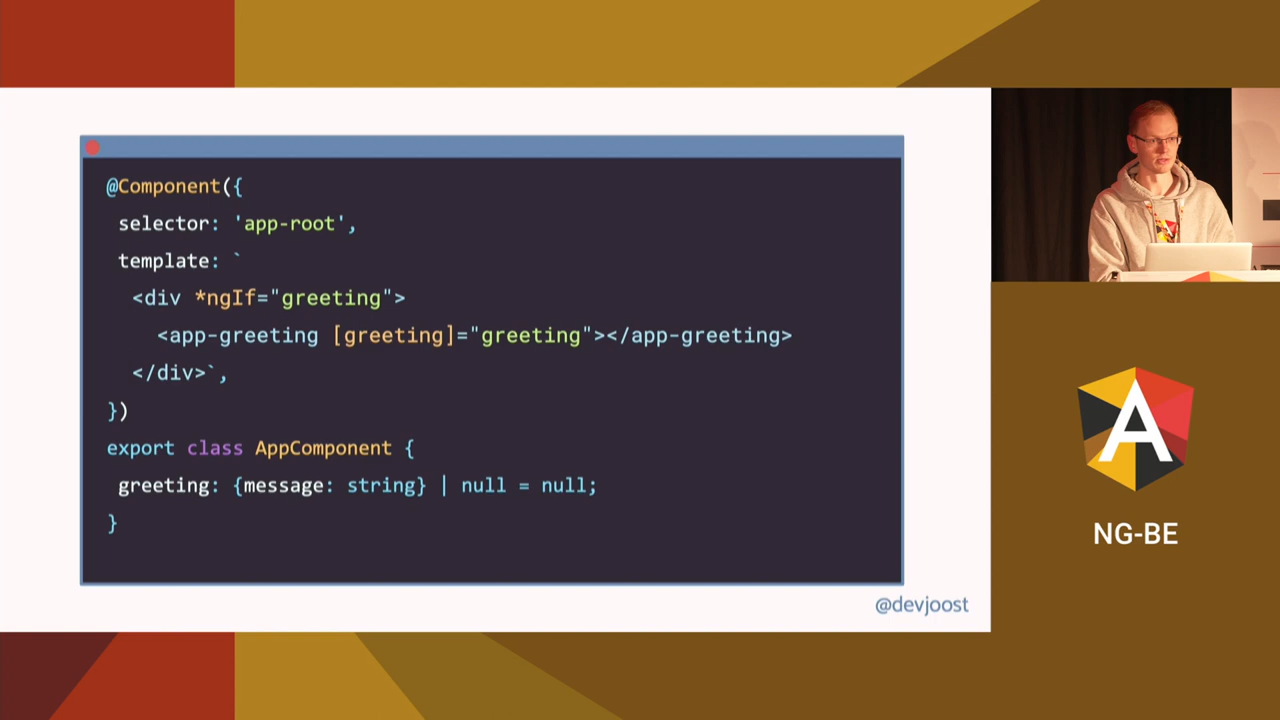 @Component({
selector: 'app-root',
template: `
<div *ngIf="greeting">
<app-greeting [greeting]="greeting"></app-greeting>
</div>`,
})
export class AppComponent {
greeting: {message: string} | null = null;
}
@devjoost
A
NG-BE